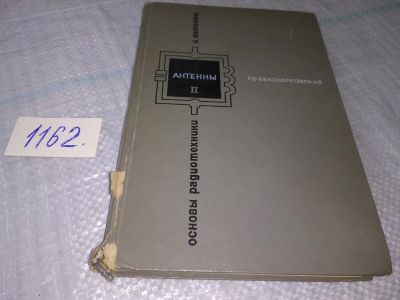 1162.
АНТЕННЫ
II
Г.Б. БЕЛОЦЕРКОВСКИЙ
основы радиотехники и антенны